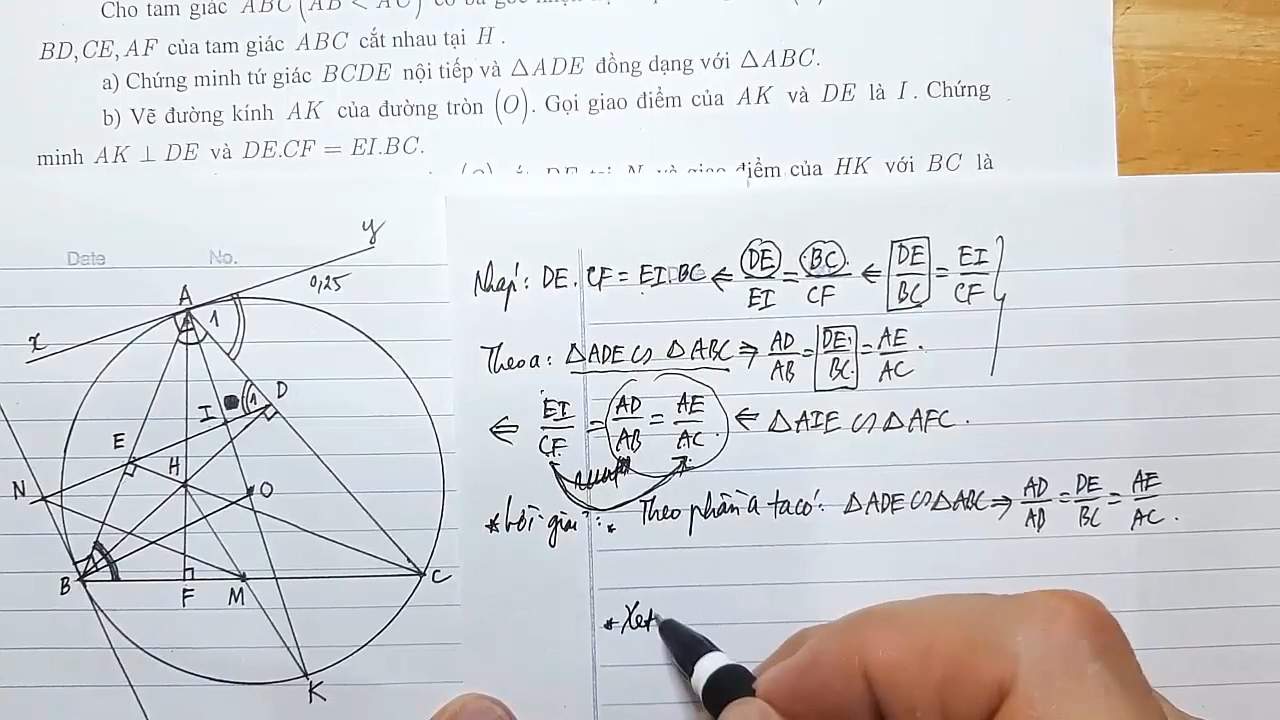 Cho tam giác ABC (AB < AC) có ba góc nhọn
BD, CE, AF của tam giác ABC cắt nhau tại H .
a) Chứng minh tứ giác BCDE nội tiếp và △ADE đồng dạng với △ABC.
b) Vẽ đường kính AK của đường tròn (O). Gọi giao điểm của AK và DE là I . Chứng
minh AK ⊥ DE và DE.CF = EI.BC.
điểm của HK với BC là
Date No.
y
0,25
x
A
1
I
1
D
E
H
O
N
B
F
M
C
K
Nháp: DE. CF = EI.BC ⇐ DE/EI = BC/CF ⇐ DE/BC = EI/CF
Theo a: △ADE ∽ △ABC ⇒ AD/AB = DE/BC = AE/AC.
⇐ EI/CF = AD/AB = AE/AC ⇐ △AIE ∽ △AFC.
* Lời giải: * Theo phần a ta có: △ADE ∽ △ABC ⇒ AD/AD = DE/BC = AE/AC.
* Xét